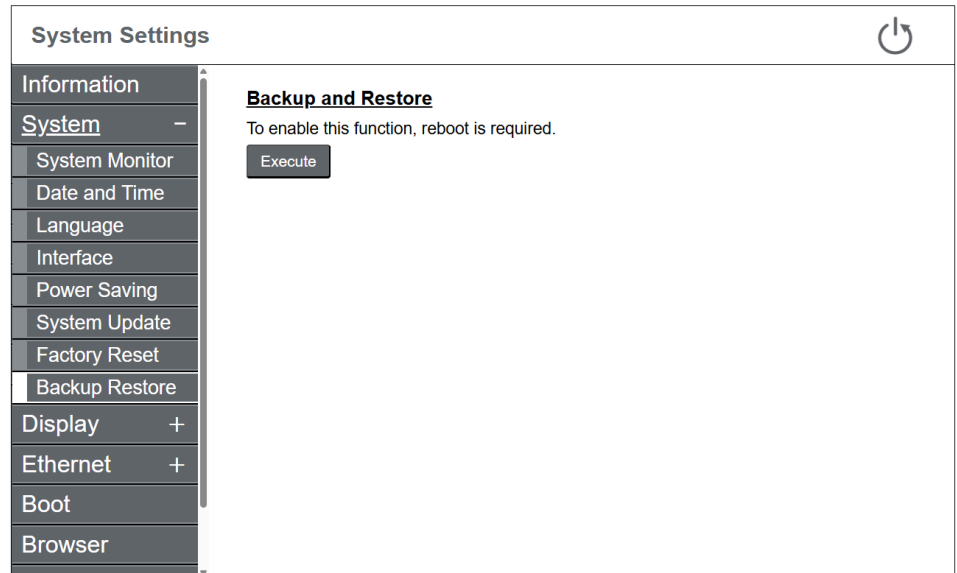 System Settings
Information
System −
System Monitor
Date and Time
Language
Interface
Power Saving
System Update
Factory Reset
Backup Restore
Display +
Ethernet +
Boot
Browser
Backup and Restore
To enable this function, reboot is required.
Execute